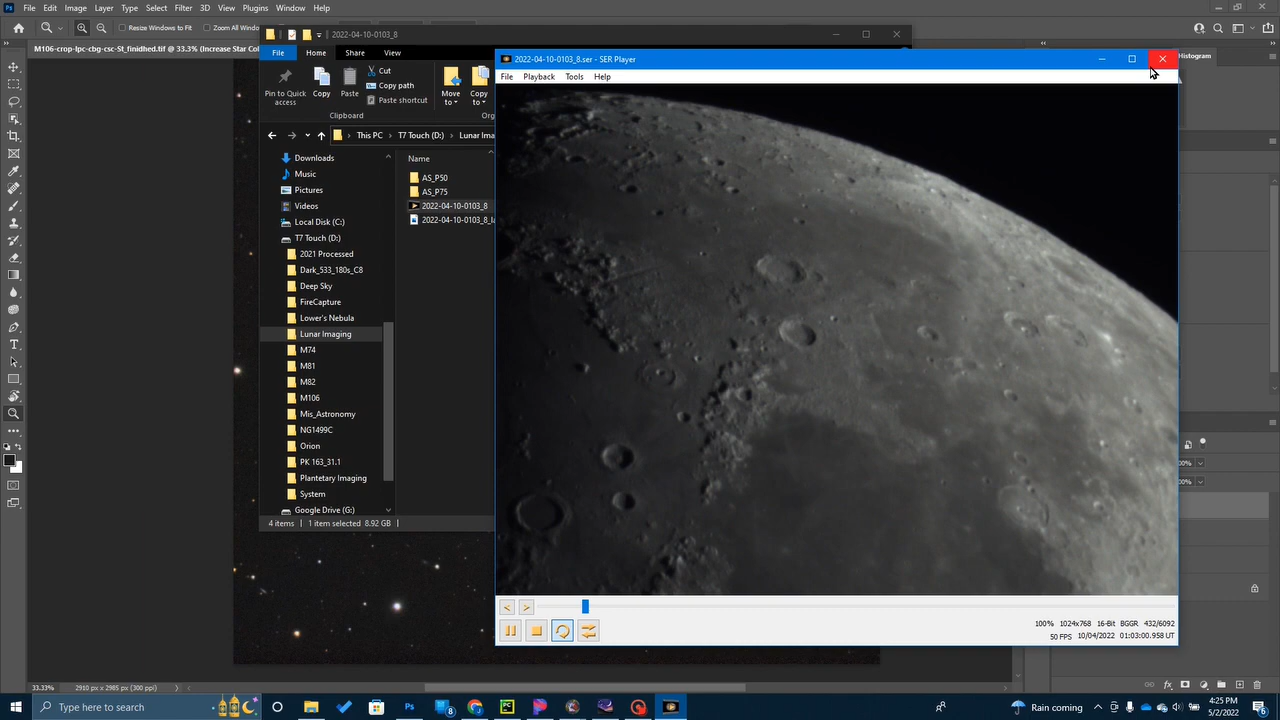 File Edit Image Layer Type Select Filter 3D View Plugins Window Help
Resize Windows to Fit
Zoom All Windows
M106-crop-lpc-cbg-csc-St_finidhed.tif @ 33.3% (Increase Star Col
Histogram
2022-04-10-0103_8
File Home Share View
Pin to Quick access
Copy
Paste
Cut
Copy path
Paste shortcut
Move to
Copy to
Clipboard
Org
This PC > T7 Touch (D:) > Lunar Ima
Name
Downloads
Music
Pictures
Videos
Local Disk (C:)
T7 Touch (D:)
2021 Processed
Dark_533_180s_C8
Deep Sky
FireCapture
Lower's Nebula
Lunar Imaging
M74
M81
M82
M106
Mis_Astronomy
NG1499C
Orion
PK 163_31.1
Planetary Imaging
System
Google Drive (G:)
AS_P50
AS_P75
2022-04-10-0103_8
4 items
1 item selected 8.92 GB
2022-04-10-0103_8.ser - SER Player
File Playback Tools Help
100% 1024x768 16-Bit BGGR 432/6092
50 FPS 10/04/2022 01:03:00.958 UT
33.33%
2910 px x 2985 px (300 ppi)
Type here to search
Rain coming
4:25 PM
5/2/2022